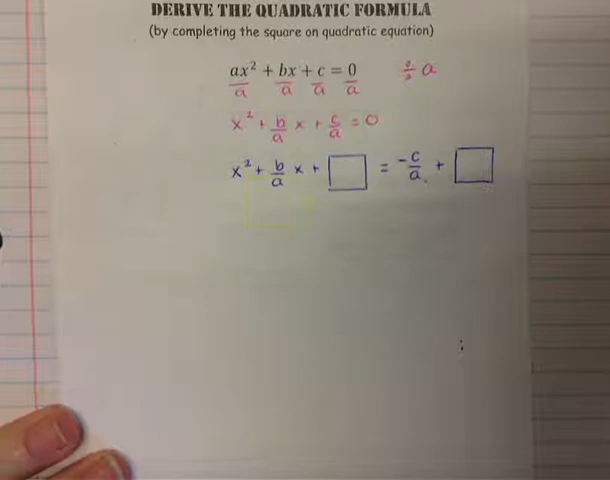 DERIVE THE QUADRATIC FORMULA
(by completing the square on quadratic equation)
ax²/a + bx/a + c/a = 0/a ÷ a
x² + b/a x + c/a = 0
x² + b/a x + □ = -c/a + □